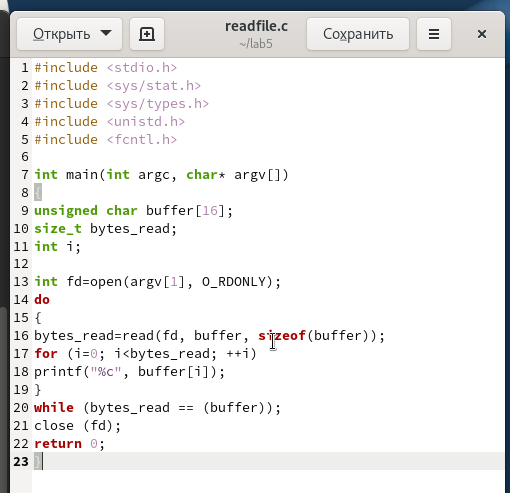 Открыть
readfile.c
~/lab5
Сохранить
1 #include <stdio.h>
2 #include <sys/stat.h>
3 #include <sys/types.h>
4 #include <unistd.h>
5 #include <fcntl.h>
6
7 int main(int argc, char* argv[])
8 {
9 unsigned char buffer[16];
10 size_t bytes_read;
11 int i;
12
13 int fd=open(argv[1], O_RDONLY);
14 do
15 {
16 bytes_read=read(fd, buffer, sizeof(buffer));
17 for (i=0; i<bytes_read; ++i)
18 printf("%c", buffer[i]);
19 }
20 while (bytes_read == (buffer));
21 close (fd);
22 return 0;
23 }